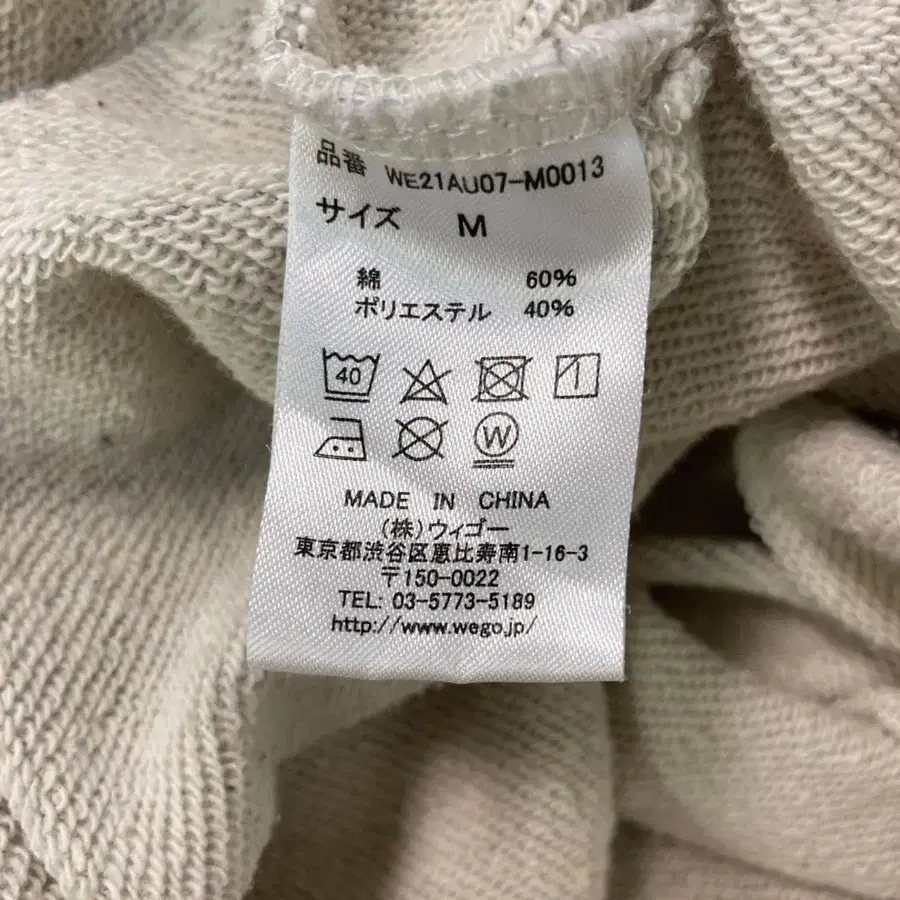 品番 WE21AU07-M0013
サイズ M
綿 60%
ポリエステル 40%
40
W
MADE IN CHINA
(株)ウィゴー
東京都渋谷区恵比寿南1-16-3
〒150-0022
TEL: 03-5773-5189
http://www.wego.jp/